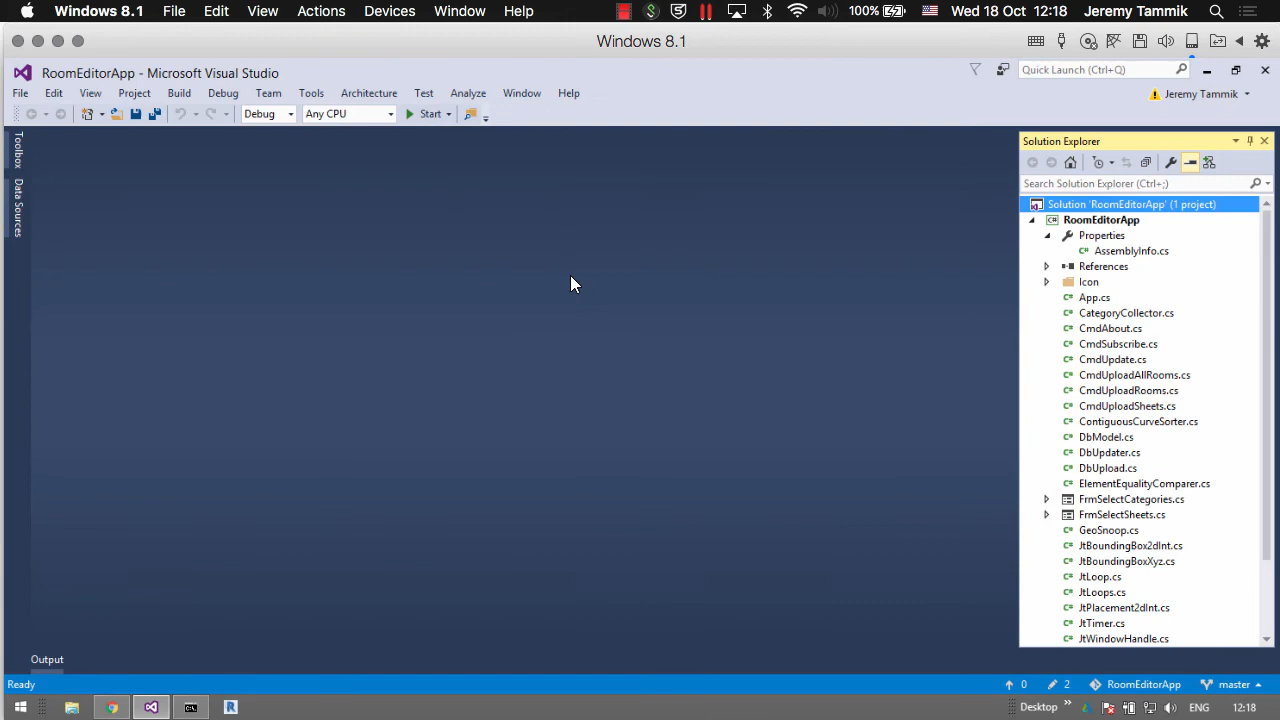 Windows 8.1 File Edit View Actions Devices Window Help 100% Wed 18 Oct 12:18 Jeremy Tammik
Windows 8.1
RoomEditorApp - Microsoft Visual Studio Quick Launch (Ctrl+Q)
File Edit View Project Build Debug Team Tools Architecture Test Analyze Window Help Jeremy Tammik
Debug Any CPU Start
Toolbox
Data Sources
Solution Explorer
Search Solution Explorer (Ctrl+;)
Solution 'RoomEditorApp' (1 project)
RoomEditorApp
Properties
AssemblyInfo.cs
References
Icon
App.cs
CategoryCollector.cs
CmdAbout.cs
CmdSubscribe.cs
CmdUpdate.cs
CmdUploadAllRooms.cs
CmdUploadRooms.cs
CmdUploadSheets.cs
ContiguousCurveSorter.cs
DbModel.cs
DbUpdater.cs
DbUpload.cs
ElementEqualityComparer.cs
FrmSelectCategories.cs
FrmSelectSheets.cs
GeoSnoop.cs
JtBoundingBox2dInt.cs
JtBoundingBoxXyz.cs
JtLoop.cs
JtLoops.cs
JtPlacement2dInt.cs
JtTimer.cs
JtWindowHandle.cs
Output
Ready 0 2 RoomEditorApp master
Desktop ENG 12:18